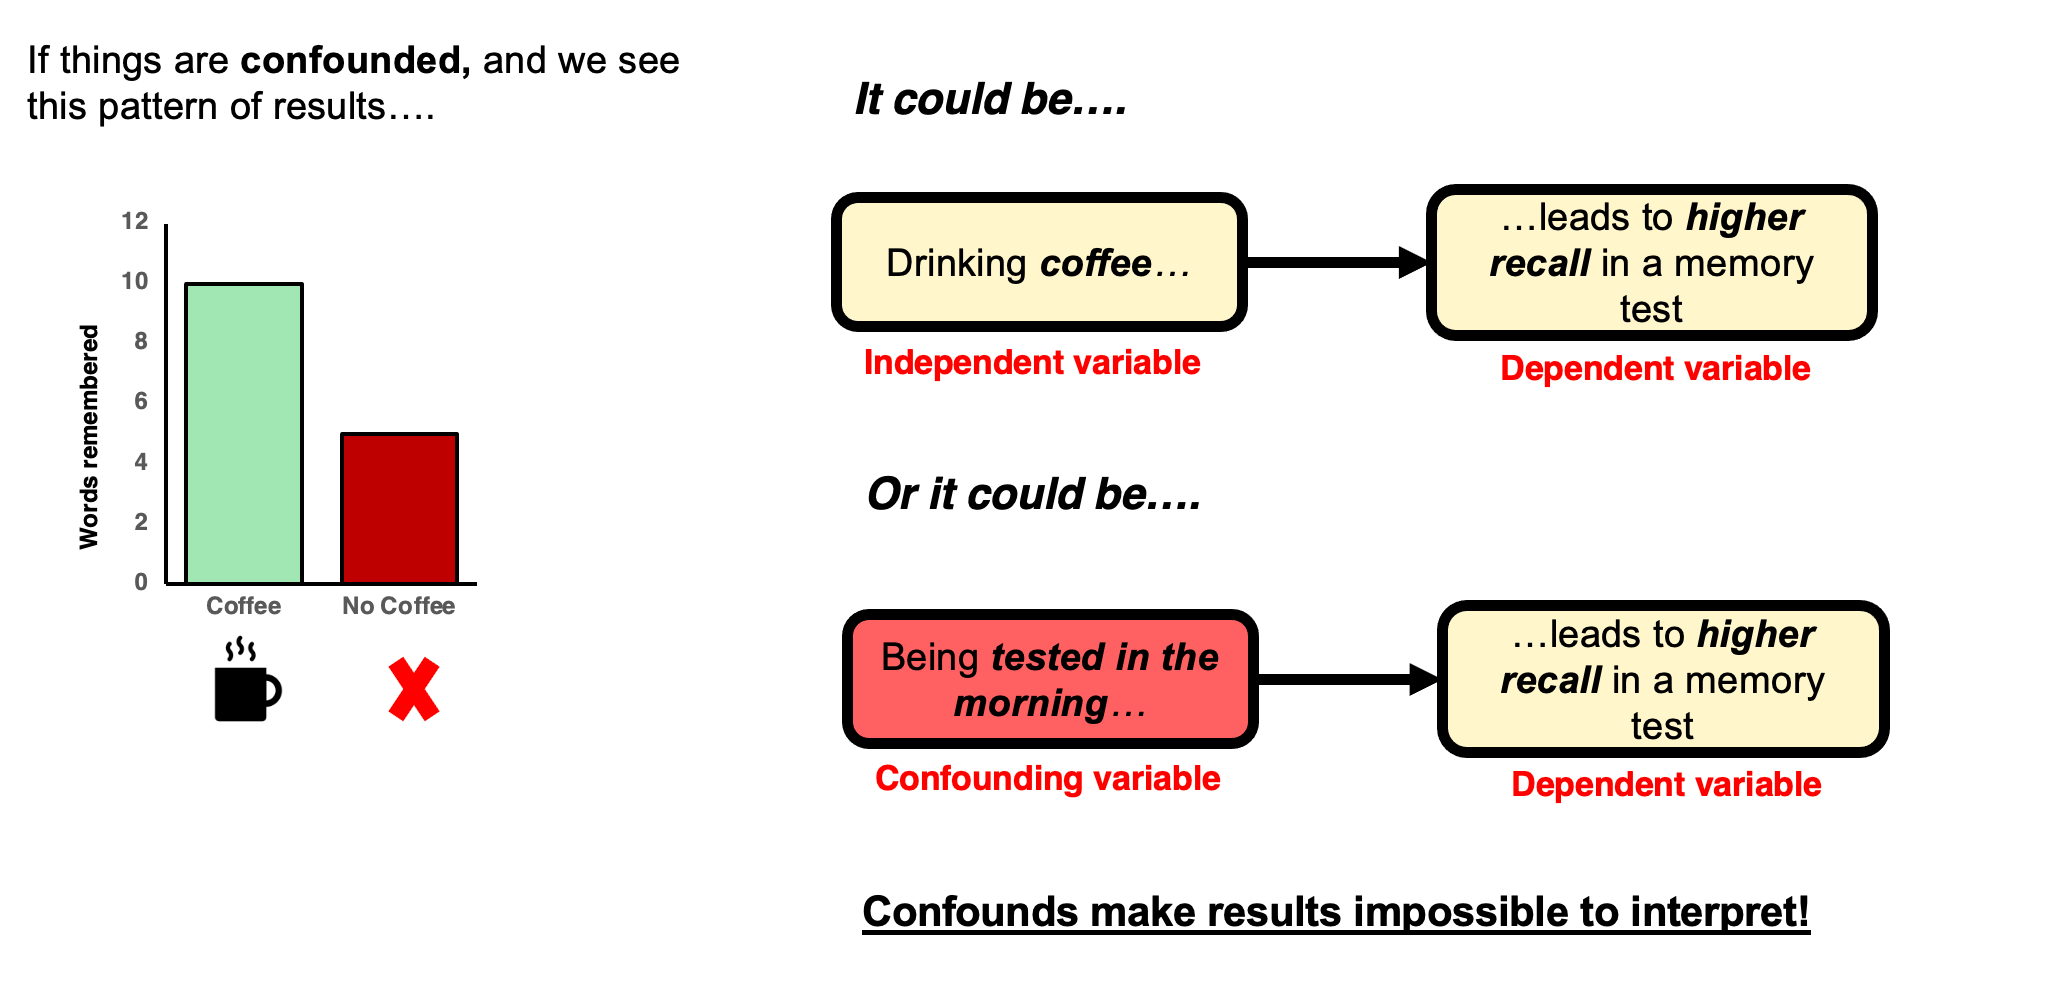 If things are confounded, and we see
this pattern of results….
12
10
8
6
4
2
0
Words remembered
Coffee
No Coffee
It could be….
Drinking coffee…
Independent variable
…leads to higher
recall in a memory
test
Dependent variable
Or it could be….
Being tested in the
morning…
Confounding variable
…leads to higher
recall in a memory
test
Dependent variable
Confounds make results impossible to interpret!